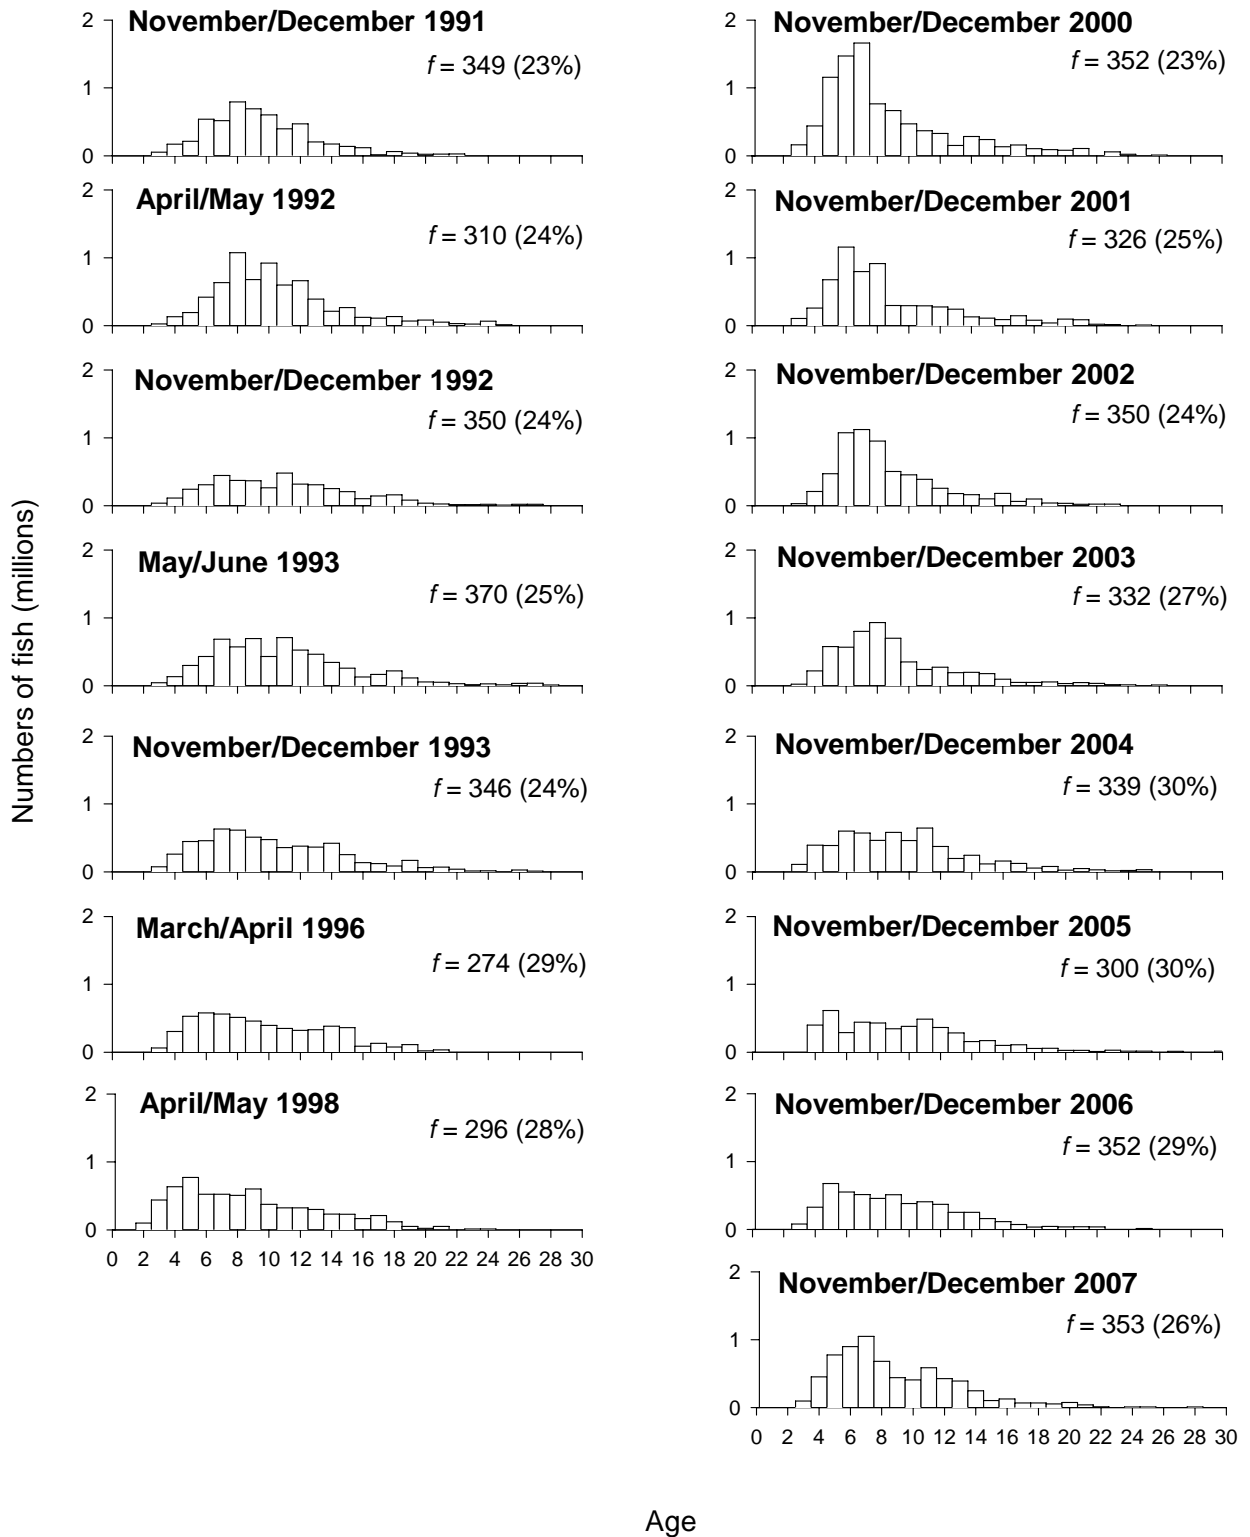 Numbers of fish (millions)
November/December 1991
f = 349 (23%)
2
1
0
April/May 1992
f = 310 (24%)
2
1
0
November/December 1992
f = 350 (24%)
2
1
0
May/June 1993
f = 370 (25%)
2
1
0
November/December 1993
f = 346 (24%)
2
1
0
March/April 1996
f = 274 (29%)
2
1
0
April/May 1998
f = 296 (28%)
2
1
0
0 2 4 6 8 10 12 14 16 18 20 22 24 26 28 30
November/December 2000
f = 352 (23%)
2
1
0
November/December 2001
f = 326 (25%)
2
1
0
November/December 2002
f = 350 (24%)
2
1
0
November/December 2003
f = 332 (27%)
2
1
0
November/December 2004
f = 339 (30%)
2
1
0
November/December 2005
f = 300 (30%)
2
1
0
November/December 2006
f = 352 (29%)
2
1
0
November/December 2007
f = 353 (26%)
2
1
0
0 2 4 6 8 10 12 14 16 18 20 22 24 26 28 30
Age